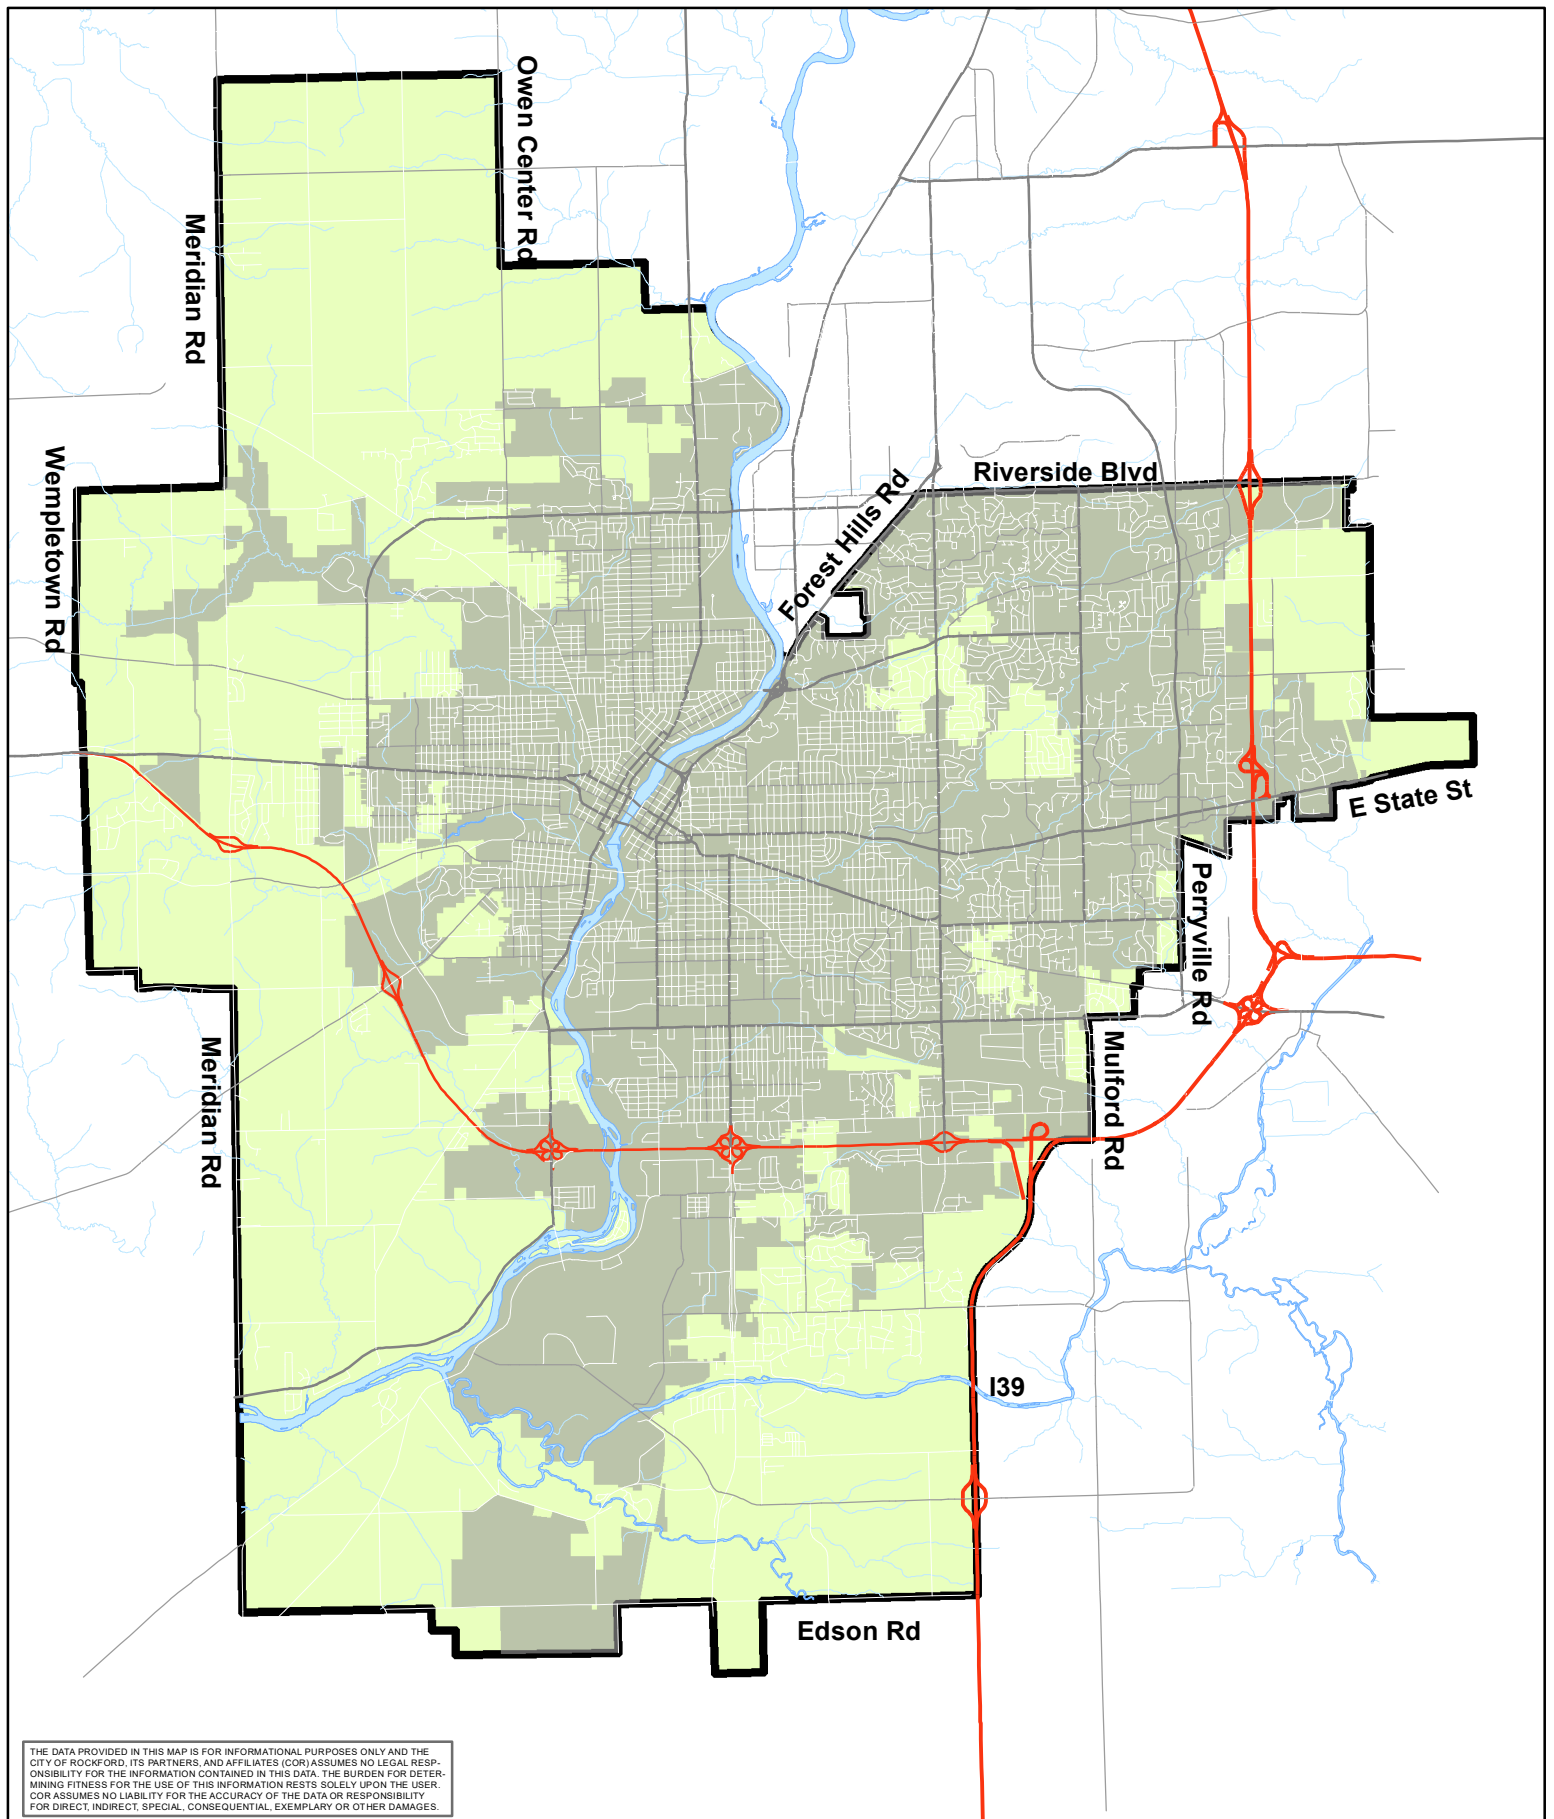 Owen Center Rd
Meridian Rd
Wempletown Rd
Riverside Blvd
Forest Hills Rd
E State St
Perryville Rd
Mulford Rd
Meridian Rd
I39
Edson Rd
THE DATA PROVIDED IN THIS MAP IS FOR INFORMATIONAL PURPOSES ONLY AND THE
CITY OF ROCKFORD, ITS PARTNERS, AND AFFILIATES (COR) ASSUMES NO LEGAL RESP-
ONSIBILITY FOR THE INFORMATION CONTAINED IN THIS DATA. THE BURDEN FOR DETER-
MINING FITNESS FOR THE USE OF THIS INFORMATION RESTS SOLELY UPON THE USER.
COR ASSUMES NO LIABILITY FOR THE ACCURACY OF THE DATA OR RESPONSIBILITY
FOR DIRECT, INDIRECT, SPECIAL, CONSEQUENTIAL, EXEMPLARY OR OTHER DAMAGES.